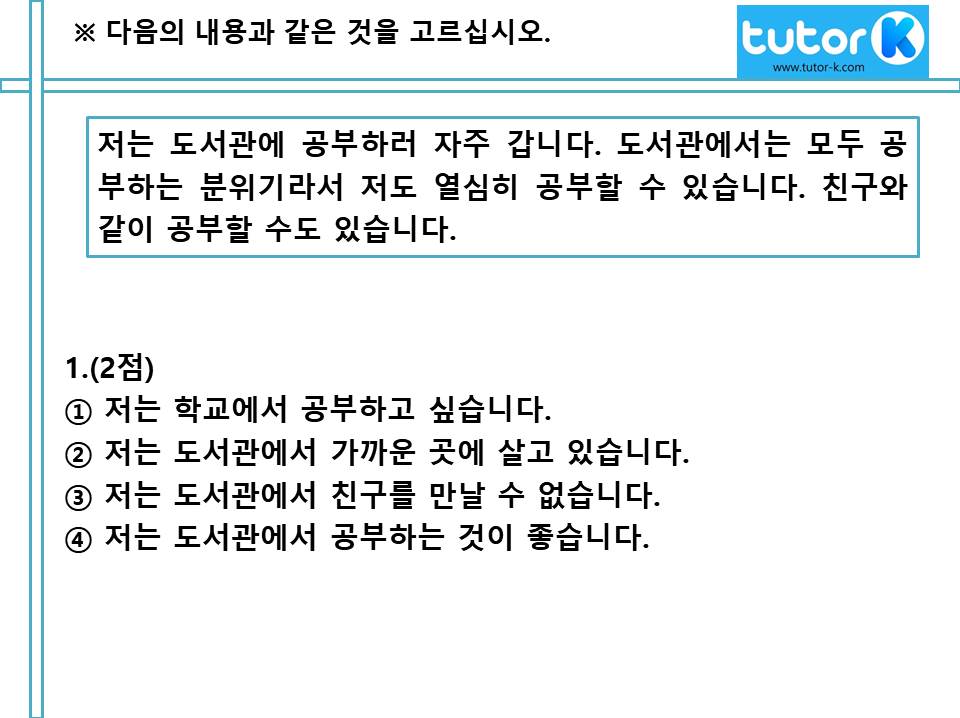 ※ 다음의 내용과 같은 것을 고르십시오.
tutor K
www.tutor-k.com
저는 도서관에 공부하러 자주 갑니다. 도서관에서는 모두 공
부하는 분위기라서 저도 열심히 공부할 수 있습니다. 친구와
같이 공부할 수도 있습니다.
1.(2점)
① 저는 학교에서 공부하고 싶습니다.
② 저는 도서관에서 가까운 곳에 살고 있습니다.
③ 저는 도서관에서 친구를 만날 수 없습니다.
④ 저는 도서관에서 공부하는 것이 좋습니다.